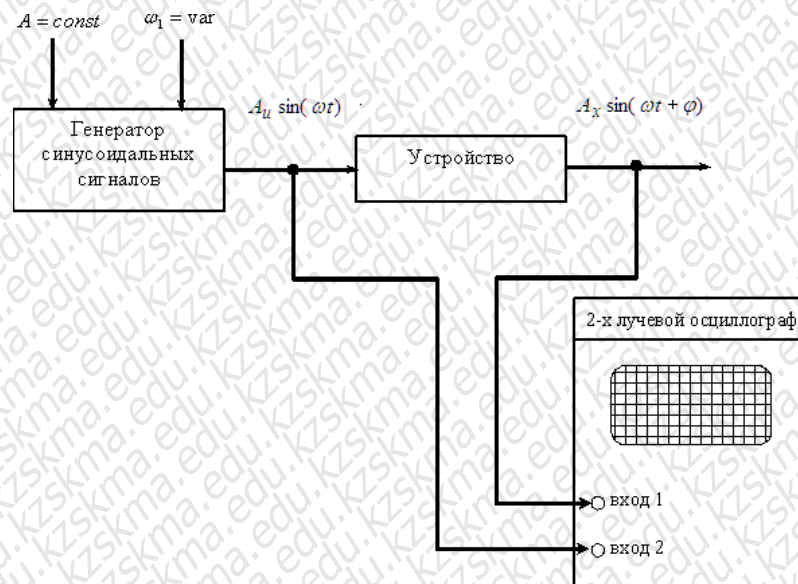 A = const
ω₁ = var
Генератор
синусоидальных
сигналов
A_u sin( ωt)
Устройство
A_x sin( ωt + φ)
2-х лучевой осциллограф
вход 1
вход 2